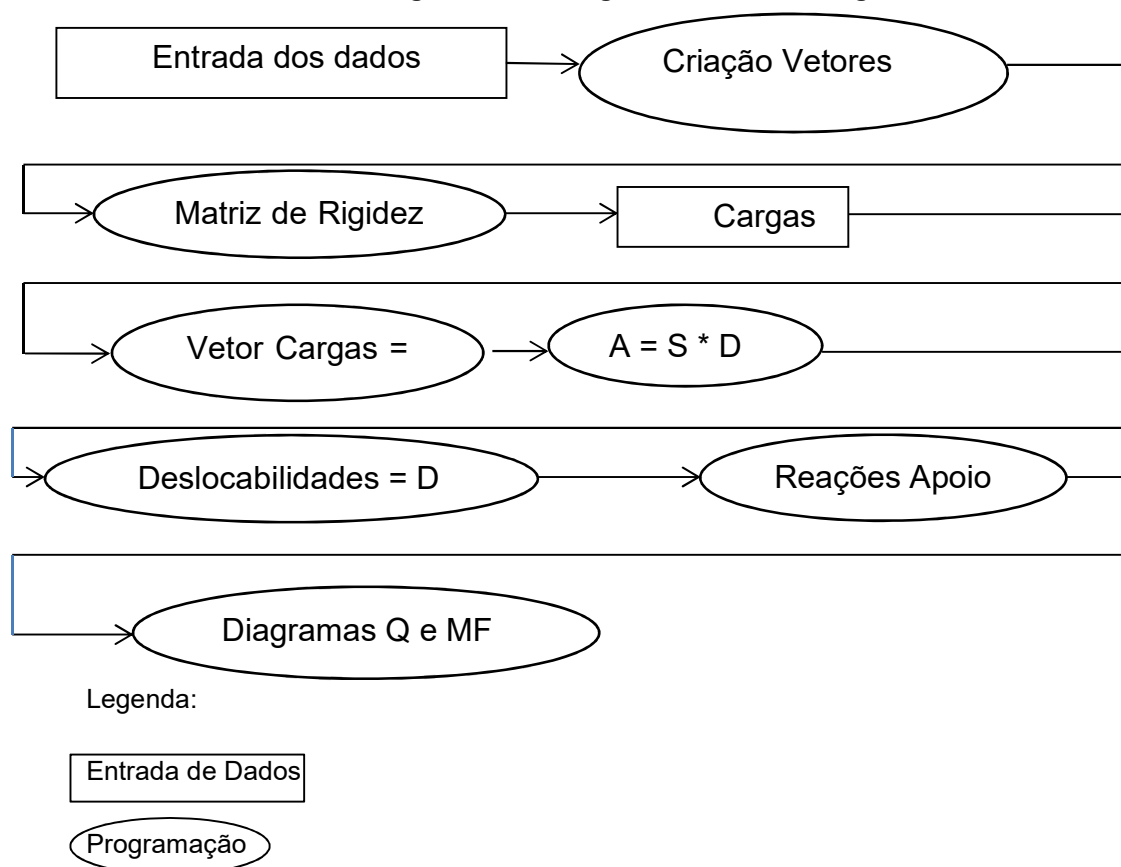 Entrada dos dados
Criação Vetores
Matriz de Rigidez
Cargas
Vetor Cargas =
A = S * D
Deslocabilidades = D
Reações Apoio
Diagramas Q e MF
Legenda:
Entrada de Dados
Programação